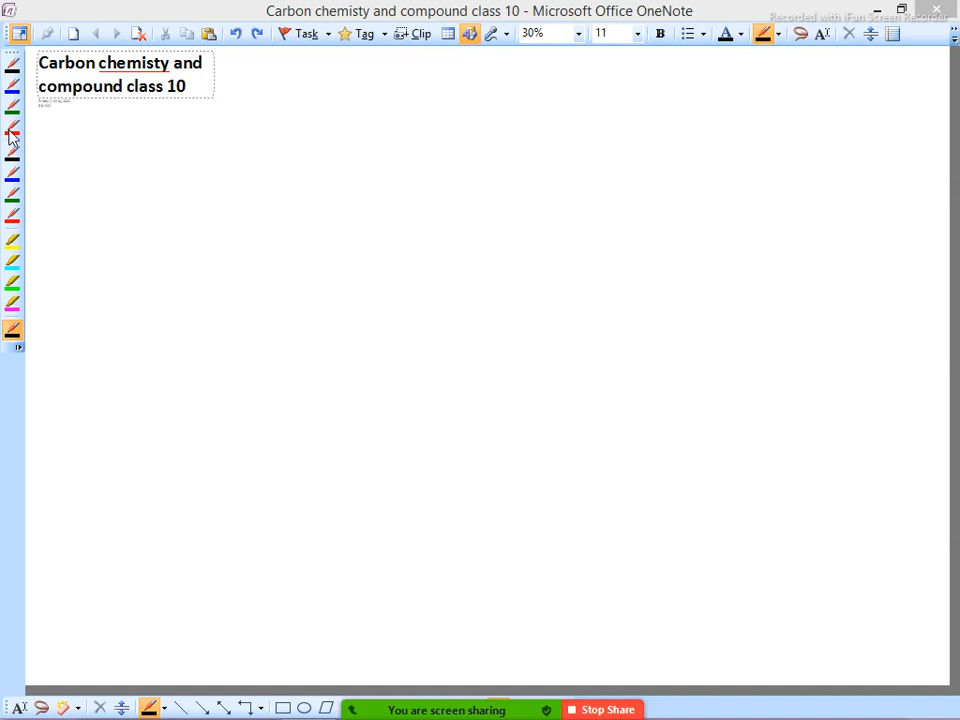 Carbon chemisty and compound class 10 - Microsoft Office OneNote
Recorded with iFun Screen Recorder
Task Tag Clip 30% 11 B A A
Carbon chemisty and
compound class 10
A You are screen sharing Stop Share